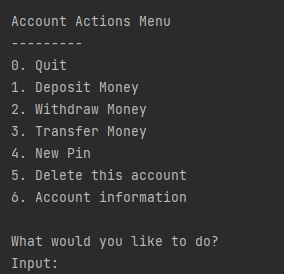 Account Actions Menu
---------
0. Quit
1. Deposit Money
2. Withdraw Money
3. Transfer Money
4. New Pin
5. Delete this account
6. Account information

What would you like to do?
Input: